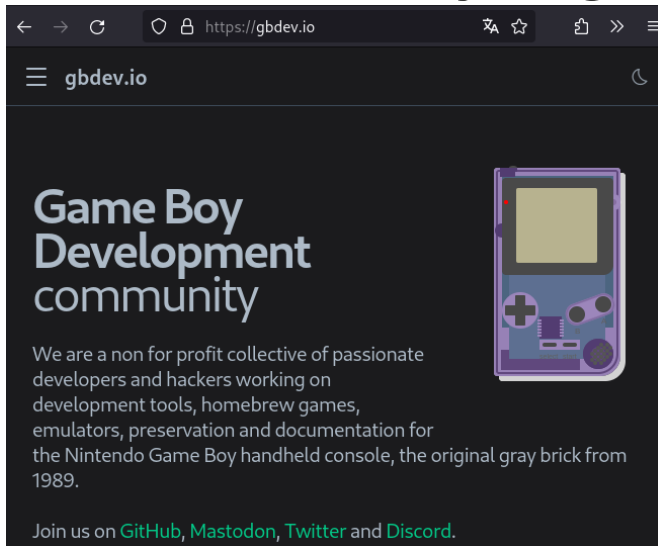 https://gbdev.io
gbdev.io
Game Boy
Development
community
We are a non for profit collective of passionate
developers and hackers working on
development tools, homebrew games,
emulators, preservation and documentation for
the Nintendo Game Boy handheld console, the original gray brick from
1989.
Join us on GitHub, Mastodon, Twitter and Discord.